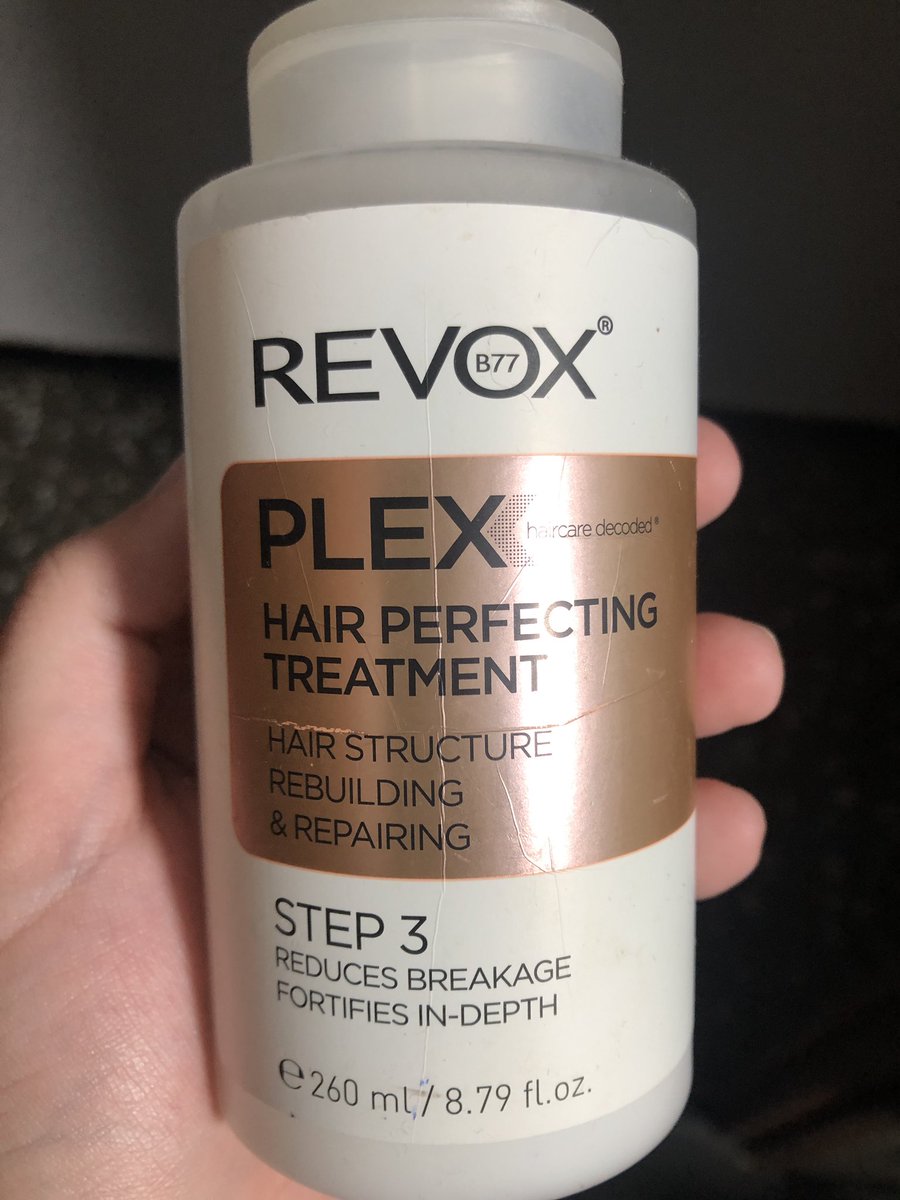 REVOX®
B77
PLEX haircare decoded®
HAIR PERFECTING
TREATMENT
HAIR STRUCTURE
REBUILDING
& REPAIRING
STEP 3
REDUCES BREAKAGE
FORTIFIES IN-DEPTH
℮260 ml / 8.79 fl.oz.